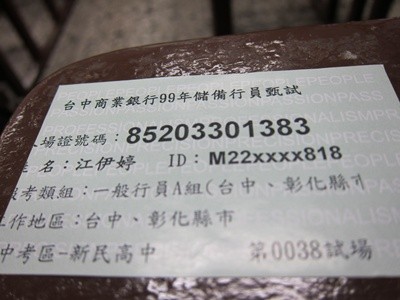 台中商業銀行99年儲備行員甄試
場證號碼：85203301383
名：江伊婷 ID：M22xxxx818
考類組：一般行員A組(台中、彰化縣市
工作地區：台中、彰化縣市
中考區-新民高中 第0038試場